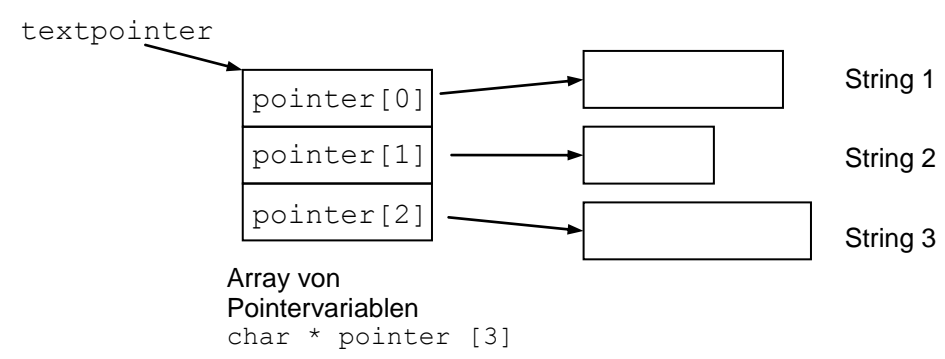 textpointer
pointer[0]
String 1
pointer[1]
String 2
pointer[2]
String 3
Array von
Pointervariablen
char * pointer [3]